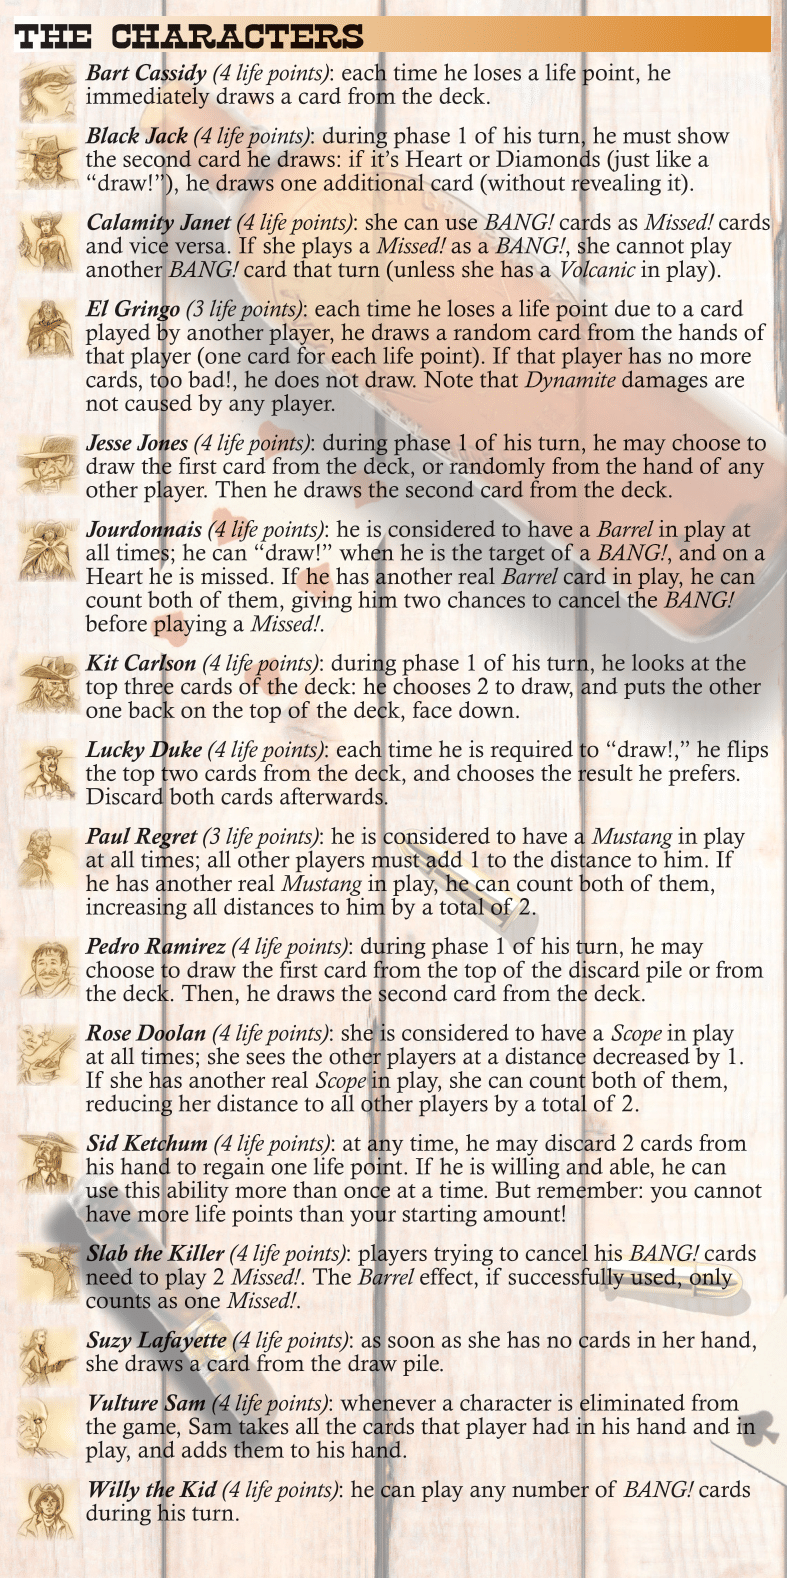 THE CHARACTERS
Bart Cassidy (4 life points): each time he loses a life point, he
immediately draws a card from the deck.
Black Jack (4 life points): during phase 1 of his turn, he must show
the second card he draws: if it's Heart or Diamonds (just like a
“draw!”), he draws one additional card (without revealing it).
Calamity Janet (4 life points): she can use BANG! cards as Missed! cards
and vice versa. If she plays a Missed! as a BANG!, she cannot play
another BANG! card that turn (unless she has a Volcanic in play).
El Gringo (3 life points): each time he loses a life point due to a card
played by another player, he draws a random card from the hands of
that player (one card for each life point). If that player has no more
cards, too bad!, he does not draw. Note that Dynamite damages are
not caused by any player.
Jesse Jones (4 life points): during phase 1 of his turn, he may choose to
draw the first card from the deck, or randomly from the hand of any
other player. Then he draws the second card from the deck.
Jourdonnais (4 life points): he is considered to have a Barrel in play at
all times; he can “draw!” when he is the target of a BANG!, and on a
Heart he is missed. If he has another real Barrel card in play, he can
count both of them, giving him two chances to cancel the BANG!
before playing a Missed!.
Kit Carlson (4 life points): during phase 1 of his turn, he looks at the
top three cards of the deck: he chooses 2 to draw, and puts the other
one back on the top of the deck, face down.
Lucky Duke (4 life points): each time he is required to “draw!,” he flips
the top two cards from the deck, and chooses the result he prefers.
Discard both cards afterwards.
Paul Regret (3 life points): he is considered to have a Mustang in play
at all times; all other players must add 1 to the distance to him. If
he has another real Mustang in play, he can count both of them,
increasing all distances to him by a total of 2.
Pedro Ramirez (4 life points): during phase 1 of his turn, he may
choose to draw the first card from the top of the discard pile or from
the deck. Then, he draws the second card from the deck.
Rose Doolan (4 life points): she is considered to have a Scope in play
at all times; she sees the other players at a distance decreased by 1.
If she has another real Scope in play, she can count both of them,
reducing her distance to all other players by a total of 2.
Sid Ketchum (4 life points): at any time, he may discard 2 cards from
his hand to regain one life point. If he is willing and able, he can
use this ability more than once at a time. But remember: you cannot
have more life points than your starting amount!
Slab the Killer (4 life points): players trying to cancel his BANG! cards
need to play 2 Missed!. The Barrel effect, if successfully used, only
counts as one Missed!.
Suzy Lafayette (4 life points): as soon as she has no cards in her hand,
she draws a card from the draw pile.
Vulture Sam (4 life points): whenever a character is eliminated from
the game, Sam takes all the cards that player had in his hand and in
play, and adds them to his hand.
Willy the Kid (4 life points): he can play any number of BANG! cards
during his turn.